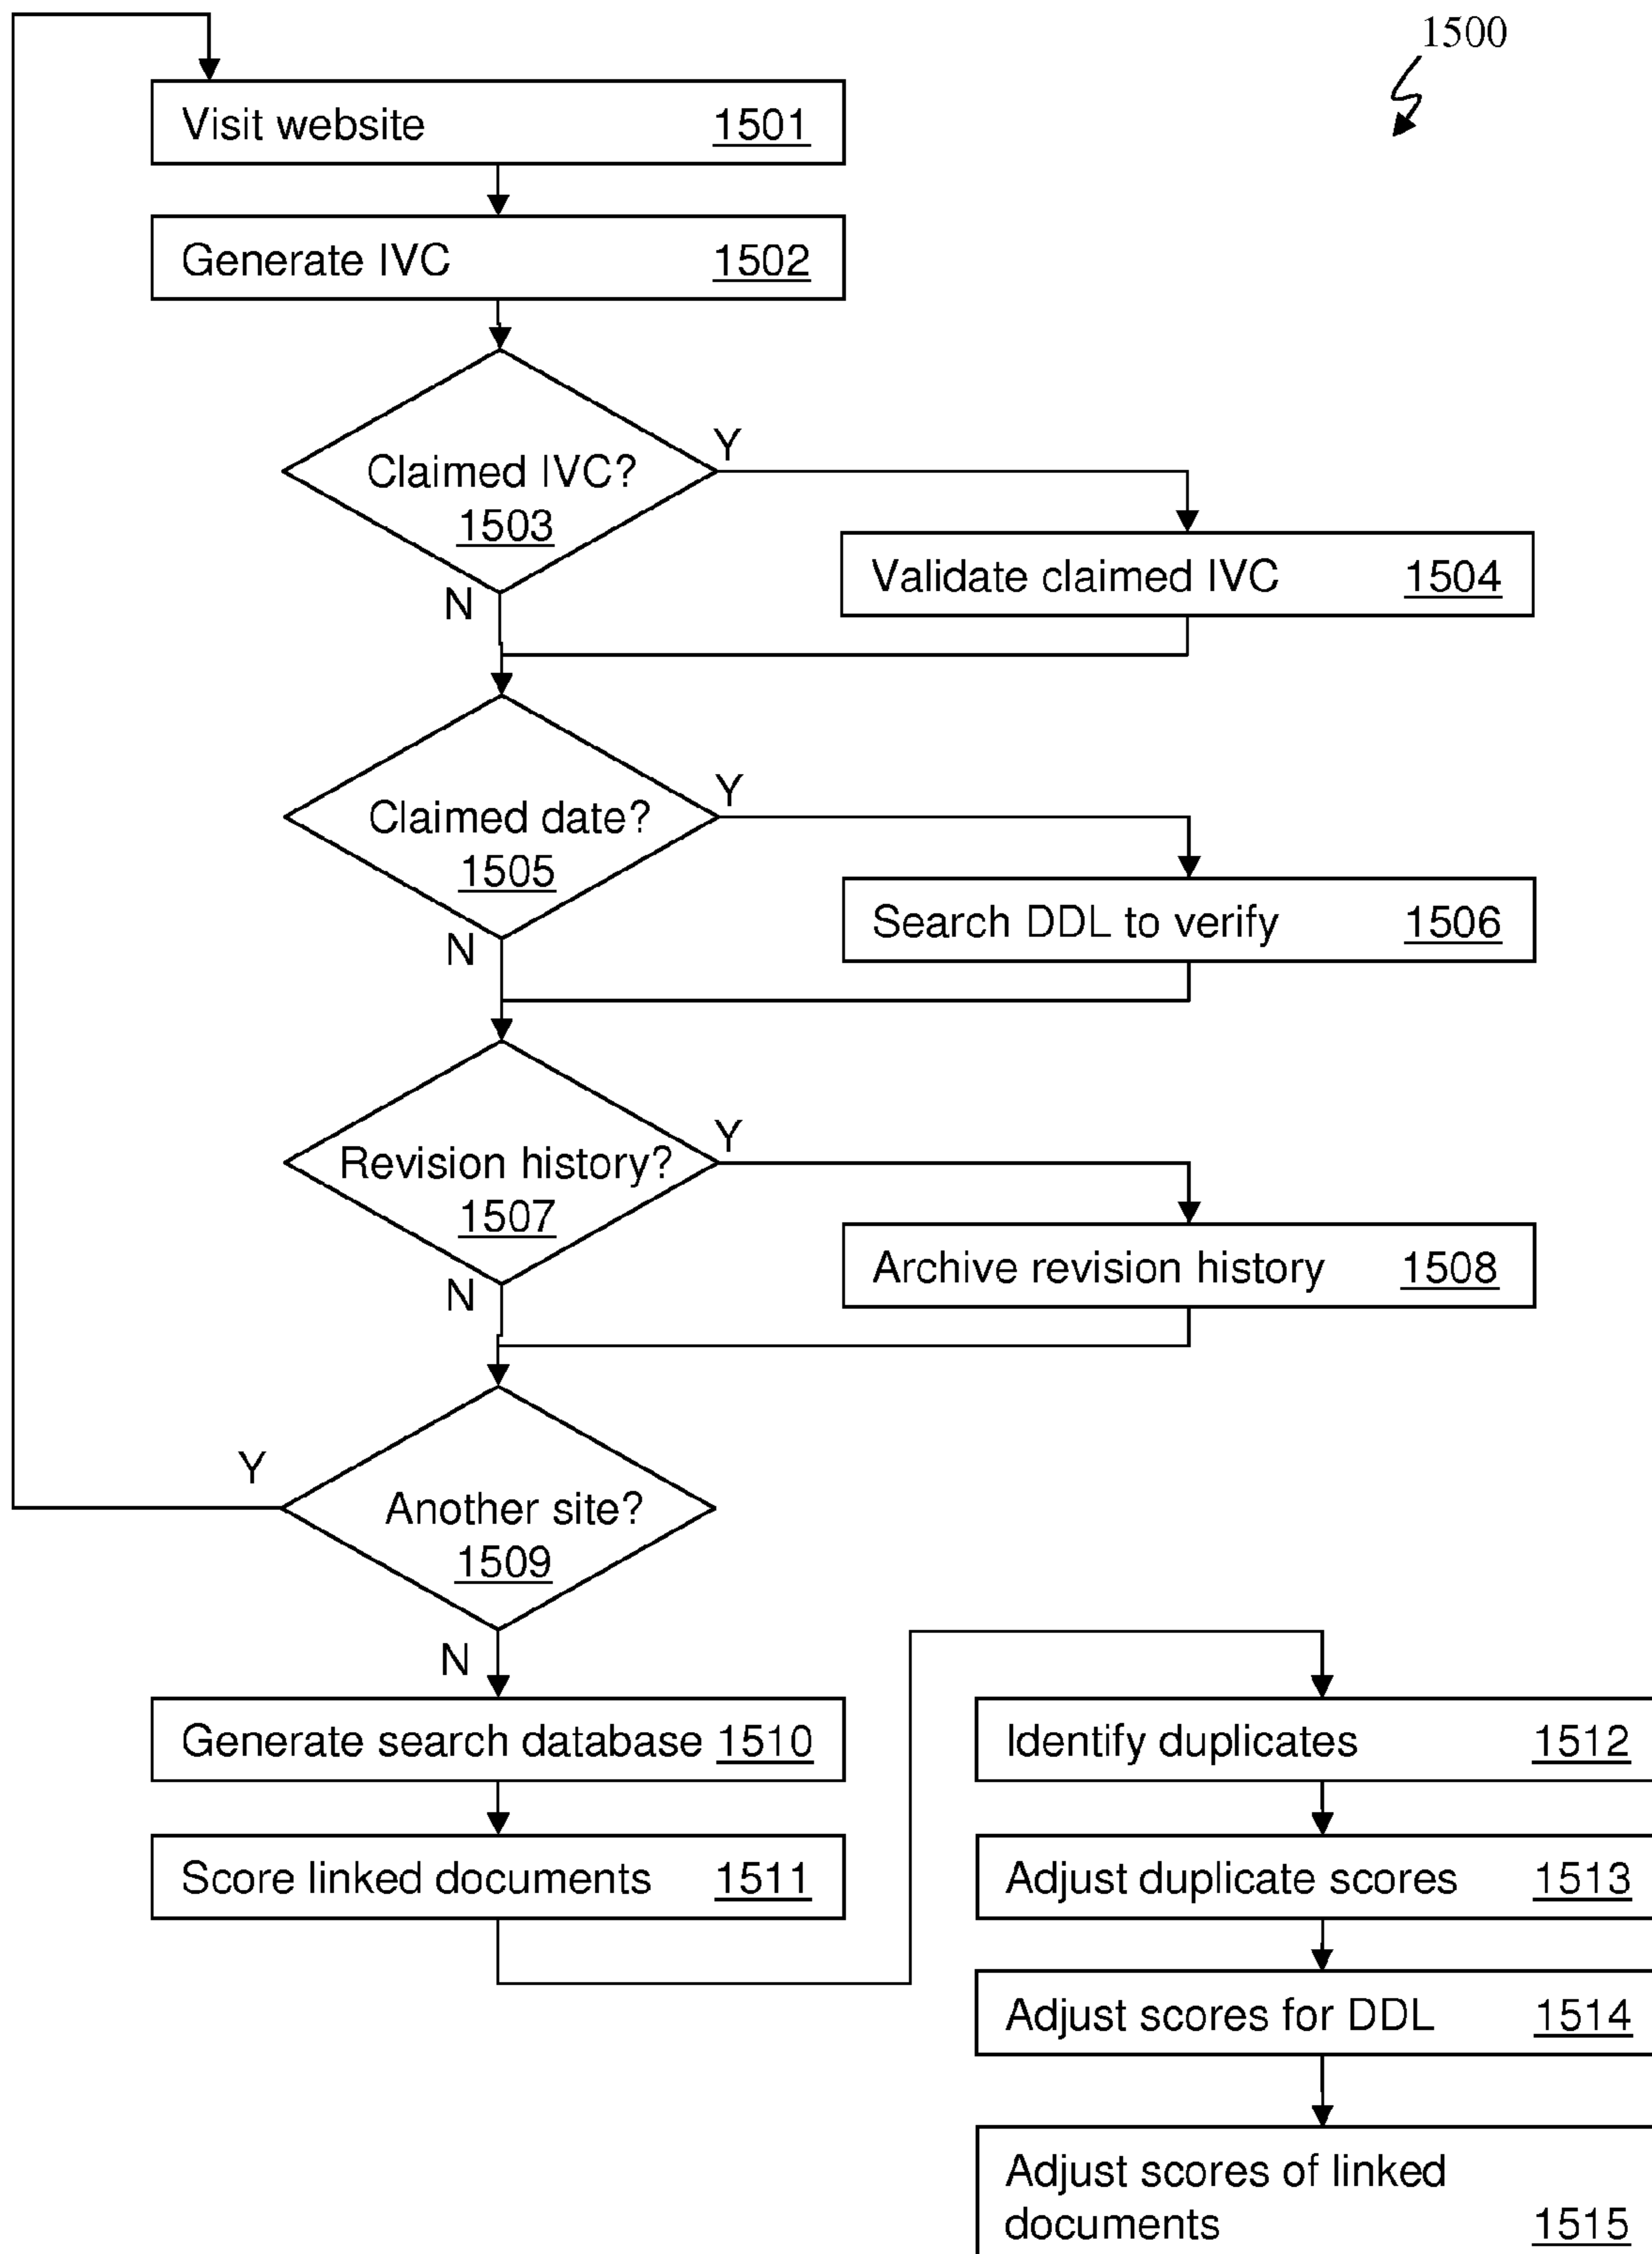 1500
Visit website 1501
Generate IVC 1502
Claimed IVC?
1503
Y
N
Validate claimed IVC 1504
Claimed date?
1505
Y
N
Search DDL to verify 1506
Revision history?
1507
Y
N
Archive revision history 1508
Another site?
1509
Y
N
Generate search database 1510
Score linked documents 1511
Identify duplicates 1512
Adjust duplicate scores 1513
Adjust scores for DDL 1514
Adjust scores of linked
documents 1515